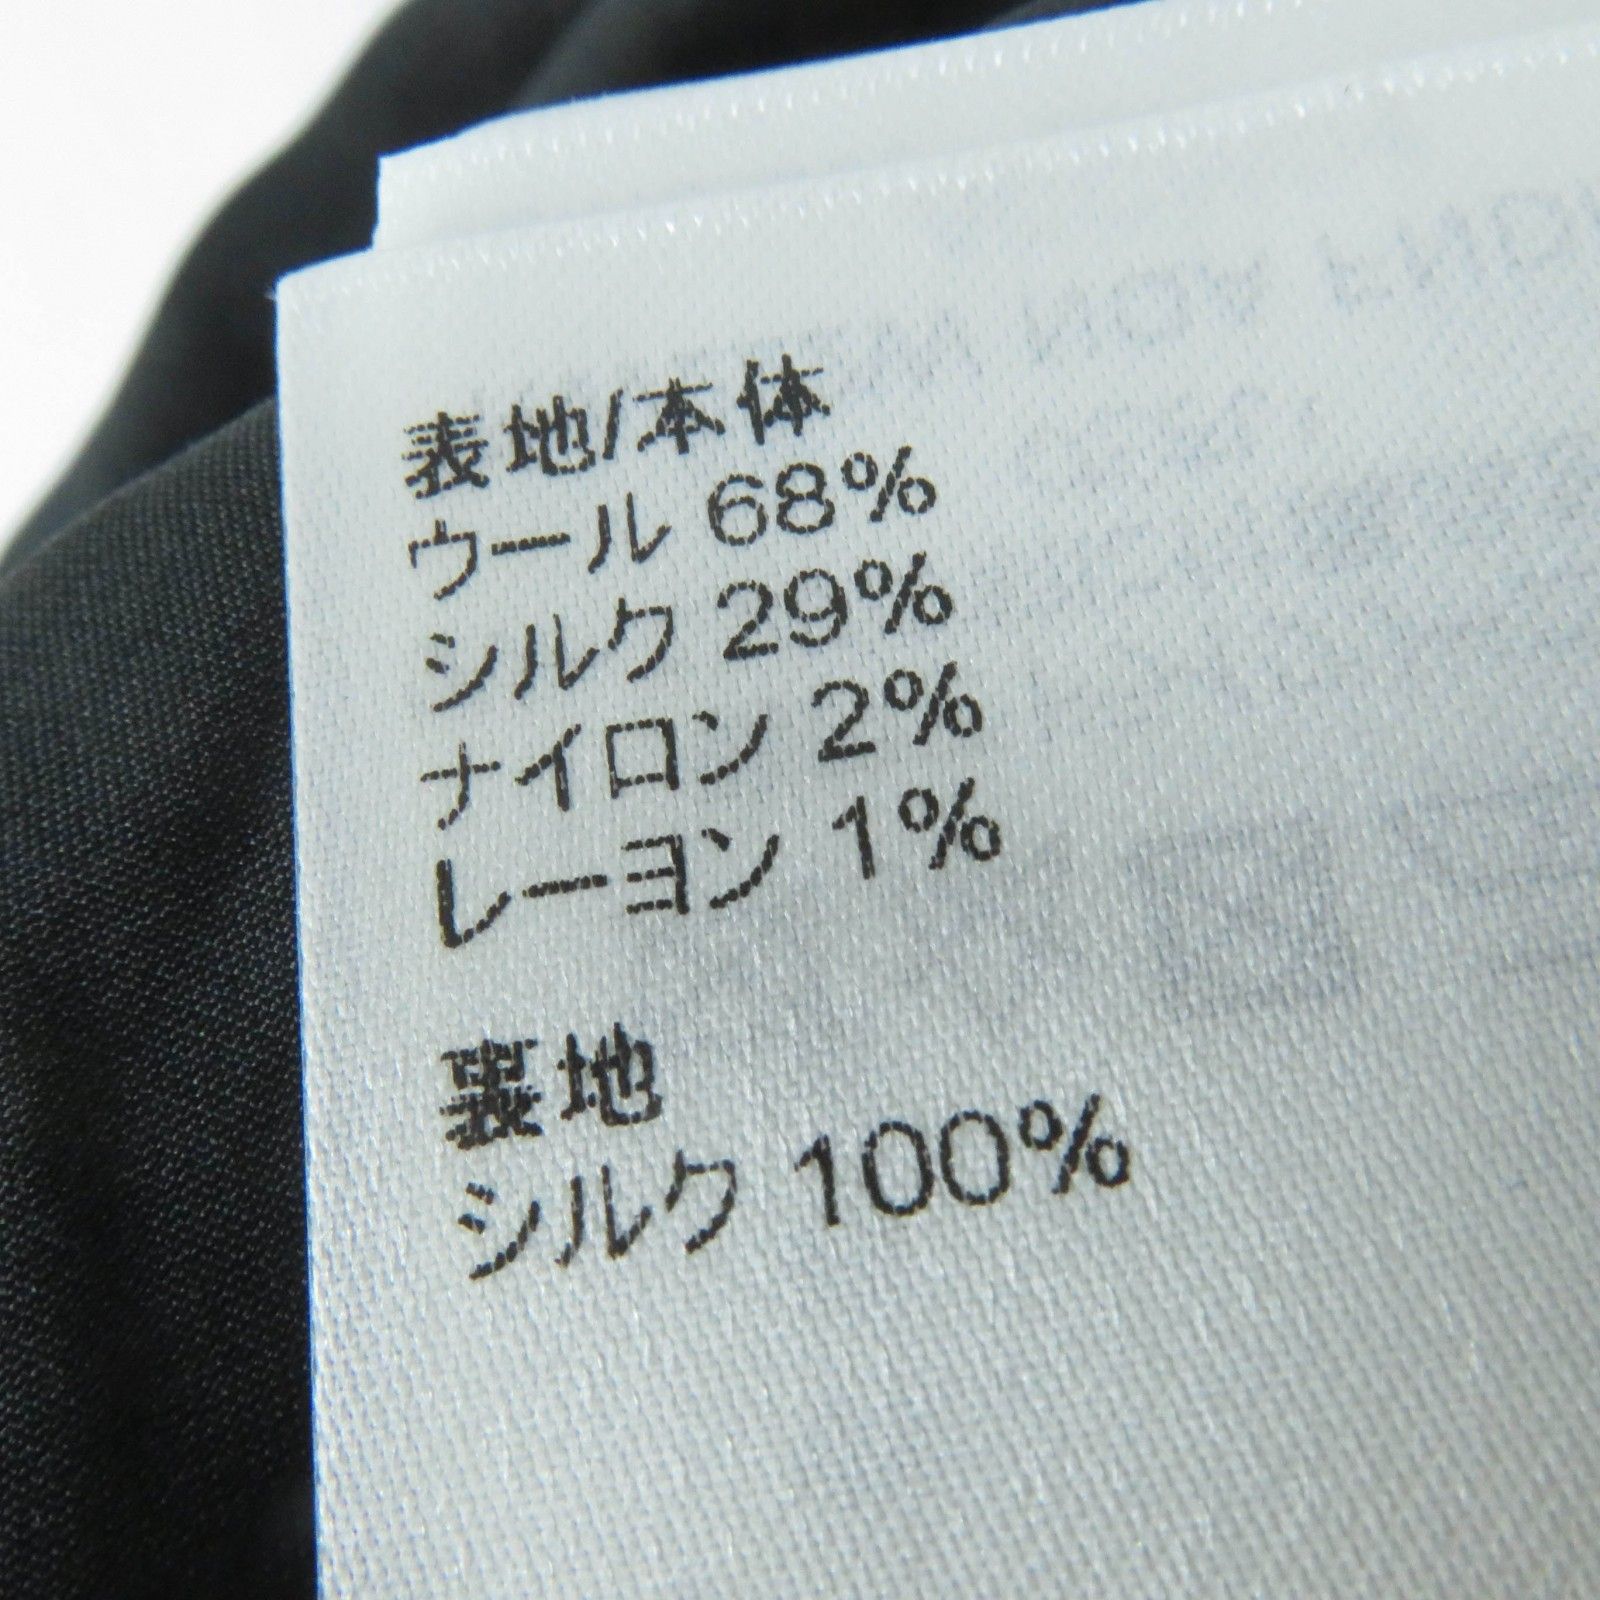 表地/本体
ウール 68%
シルク 29%
ナイロン 2%
レーヨン 1%
裏地
シルク 100%